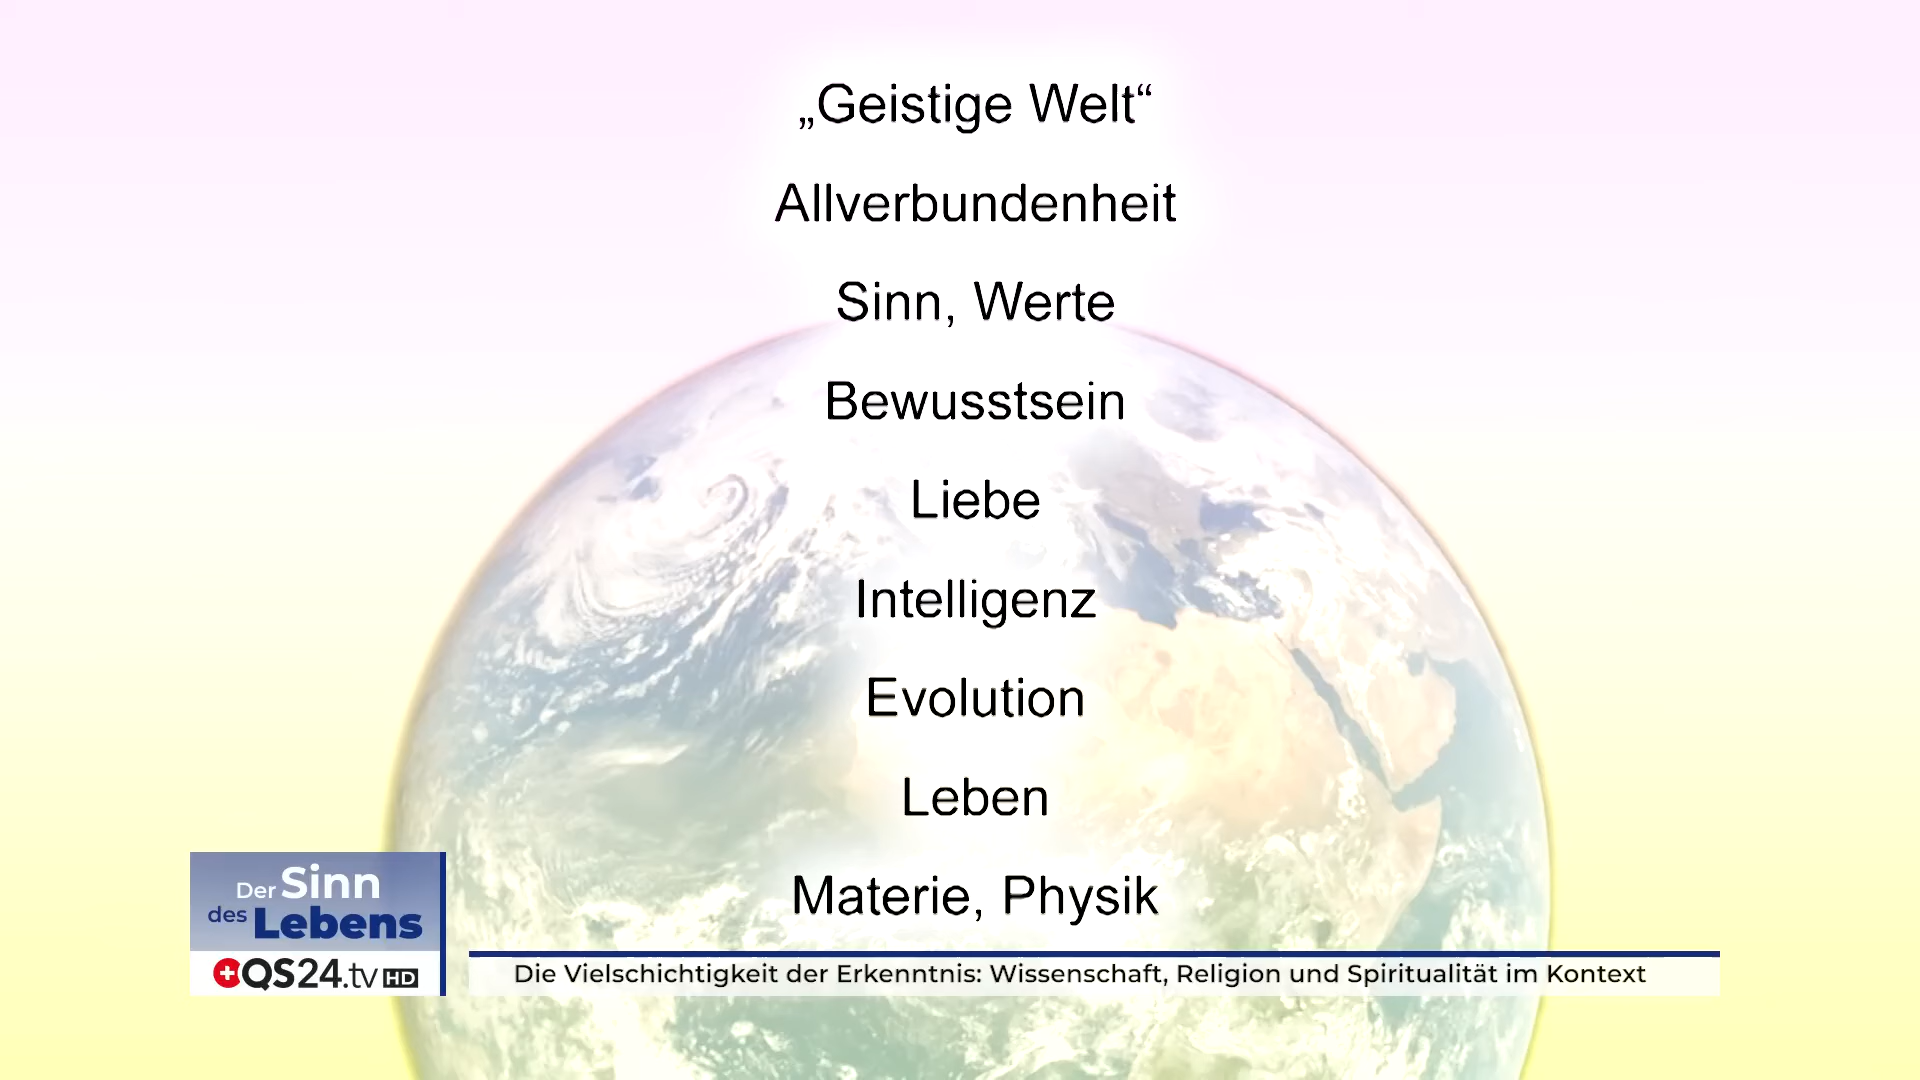 „Geistige Welt“
Allverbundenheit
Sinn, Werte
Bewusstsein
Liebe
Intelligenz
Evolution
Leben
Materie, Physik
Der Sinn
des Lebens
QS24.tv HD
Die Vielschichtigkeit der Erkenntnis: Wissenschaft, Religion und Spiritualität im Kontext